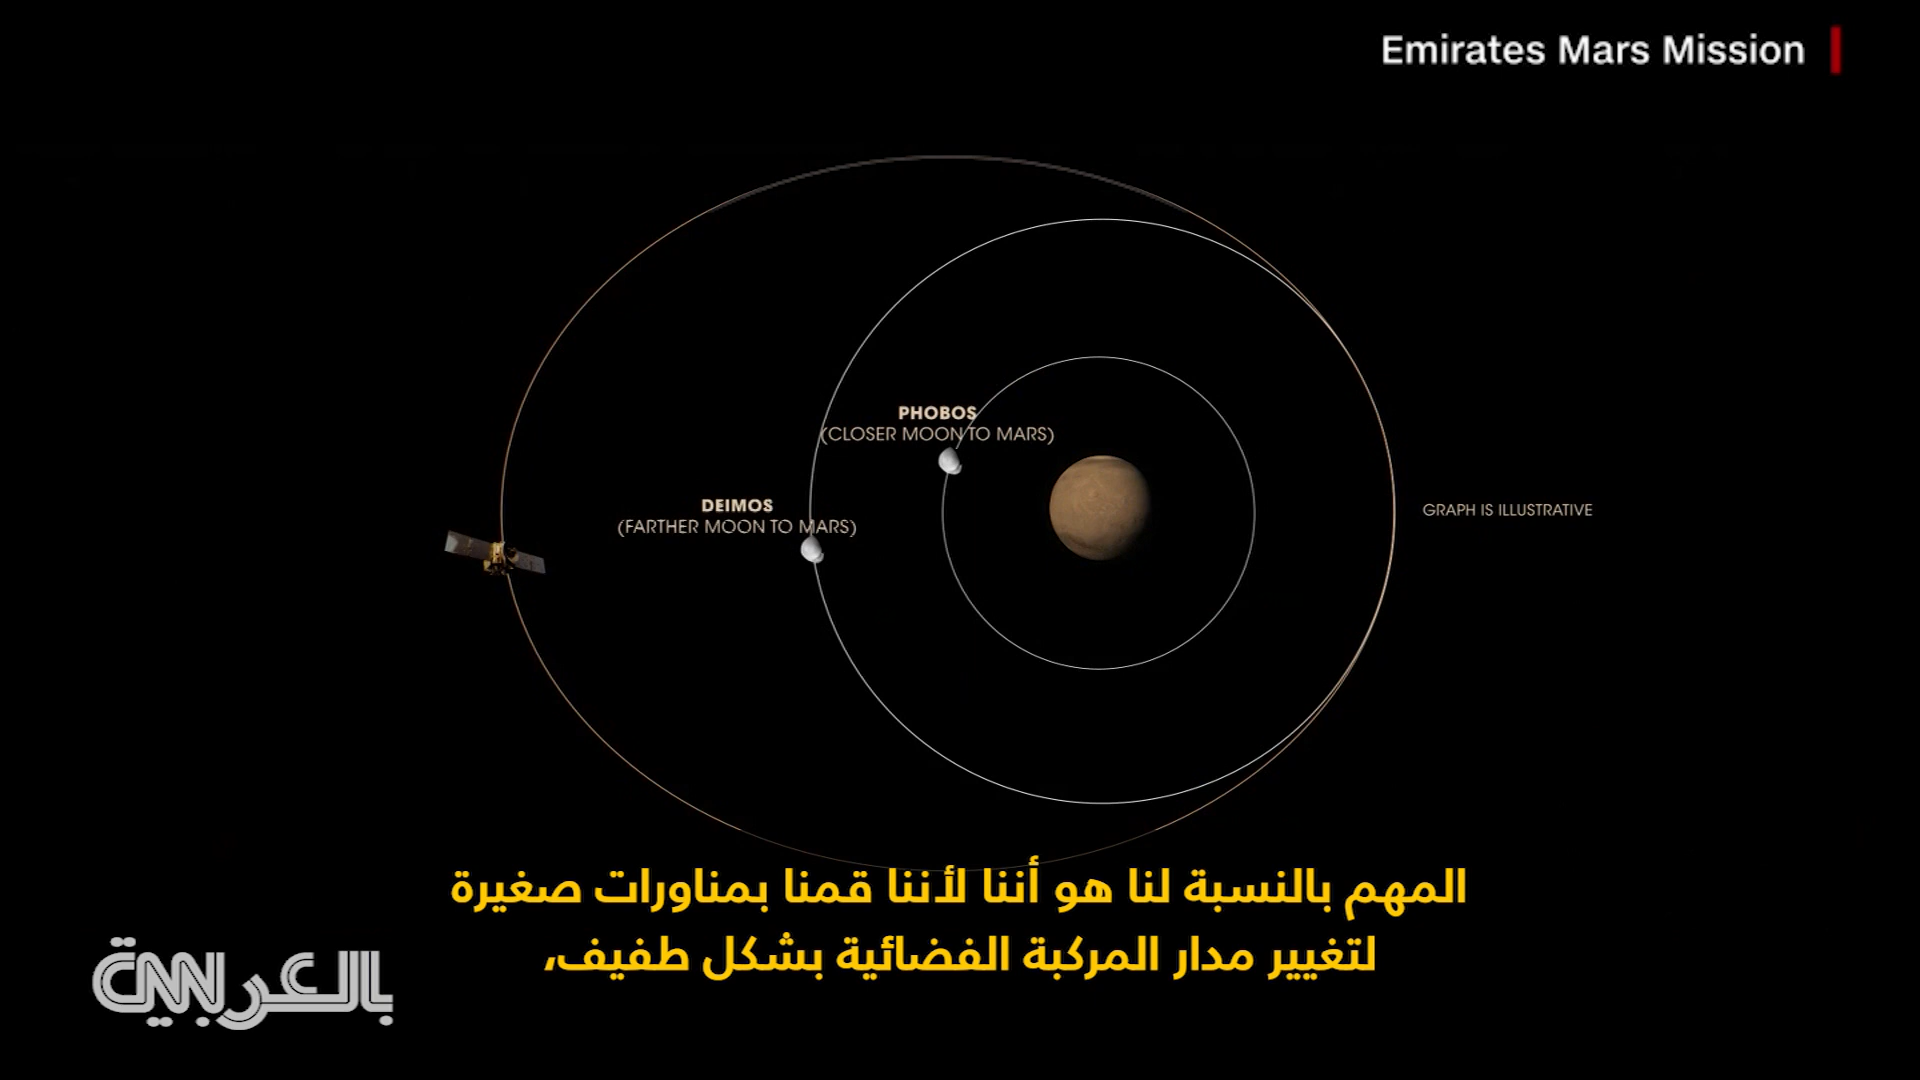 Emirates Mars Mission
PHOBOS
(CLOSER MOON TO MARS)
DEIMOS
(FARTHER MOON TO MARS)
GRAPH IS ILLUSTRATIVE
المهم بالنسبة لنا هو أننا لأننا قمنا بمناورات صغيرة
لتغيير مدار المركبة الفضائية بشكل طفيف،
CNN بالعربية